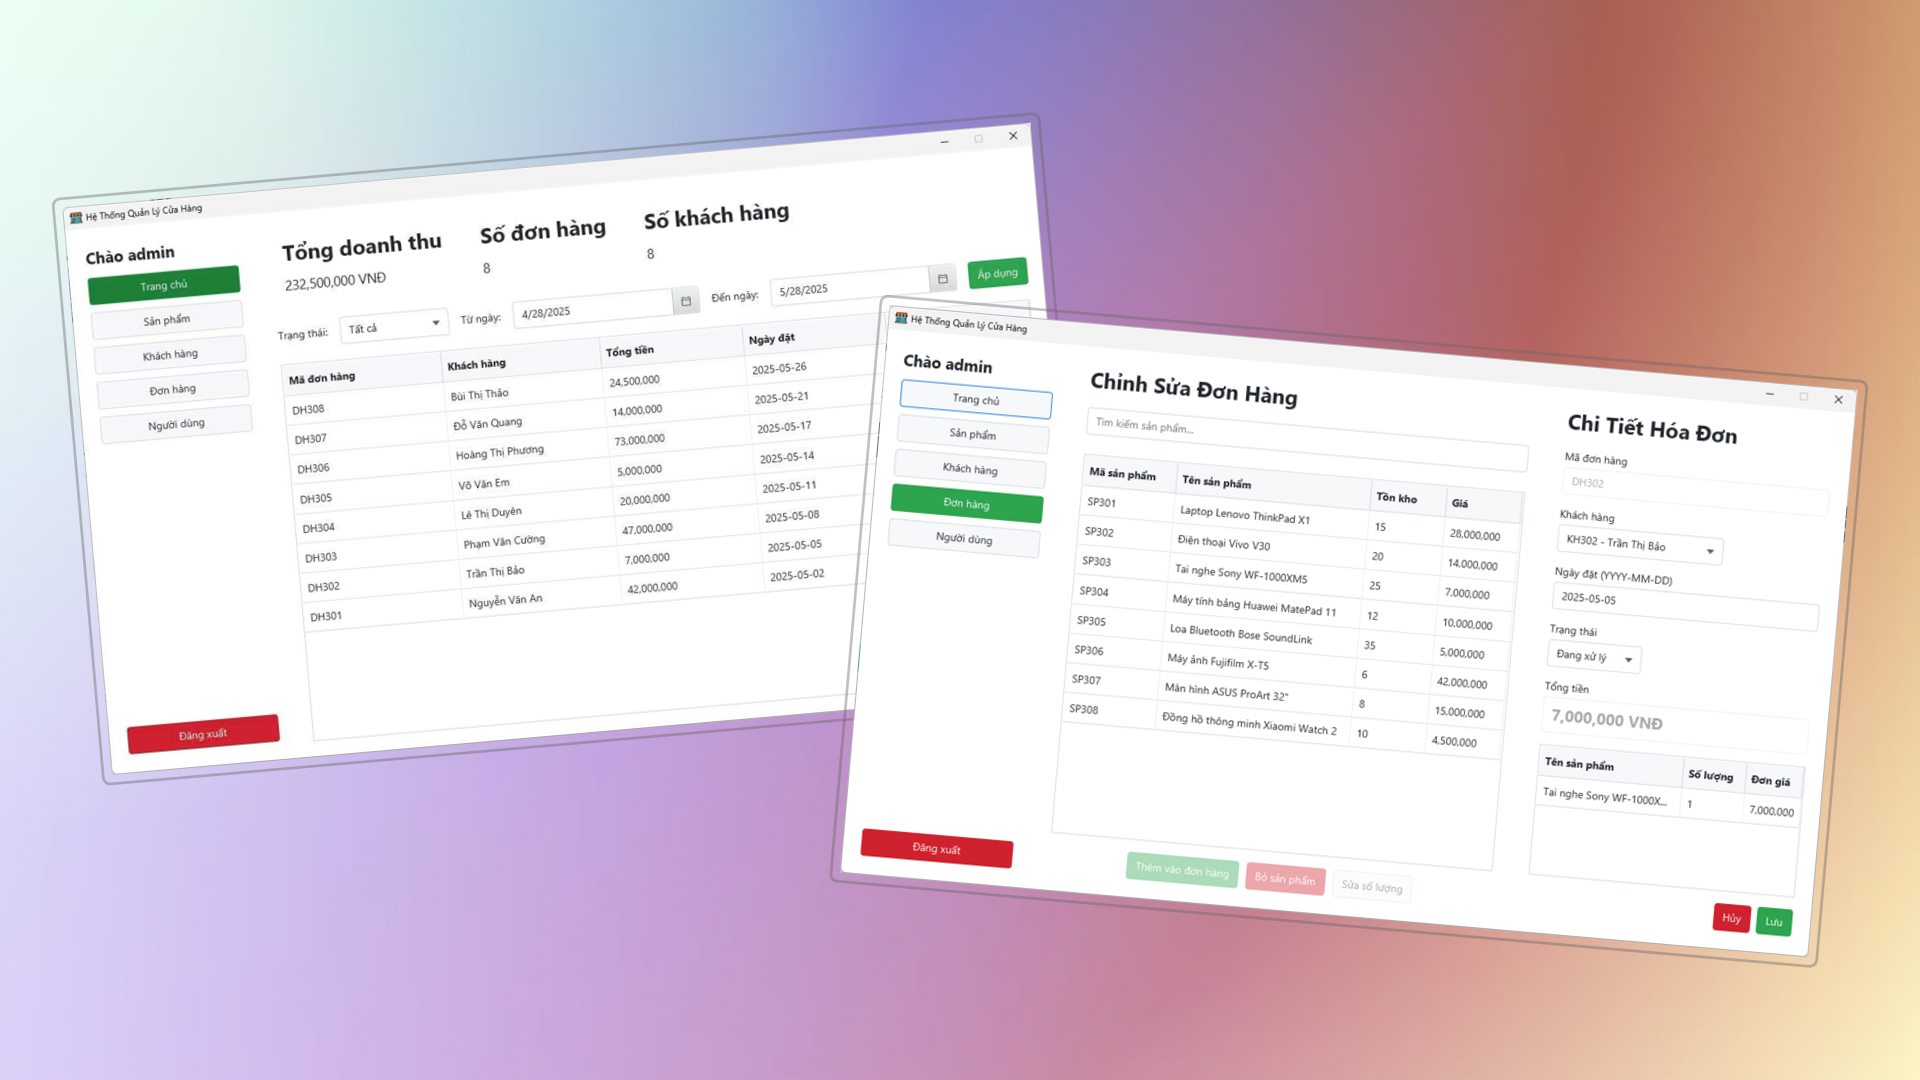 Hệ Thống Quản Lý Cửa Hàng
Chào admin
Trang chủ
Sản phẩm
Khách hàng
Đơn hàng
Người dùng
Đăng xuất
Tổng doanh thu
232,500,000 VNĐ
Số đơn hàng
8
Số khách hàng
8
Trạng thái: Tất cả Từ ngày: 4/28/2025 Đến ngày: 5/28/2025 Áp dụng
Mã đơn hàng Khách hàng Tổng tiền Ngày đặt
DH308 Bùi Thị Thảo 24,500,000 2025-05-26
DH307 Đỗ Văn Quang 14,000,000 2025-05-21
DH306 Hoàng Thị Phương 73,000,000 2025-05-17
DH305 Võ Văn Em 5,000,000 2025-05-14
DH304 Lê Thị Duyên 20,000,000 2025-05-11
DH303 Phạm Văn Cường 47,000,000 2025-05-08
DH302 Trần Thị Bảo 7,000,000 2025-05-05
DH301 Nguyễn Văn An 42,000,000 2025-05-02
Hệ Thống Quản Lý Cửa Hàng
Chào admin
Trang chủ
Sản phẩm
Khách hàng
Đơn hàng
Người dùng
Đăng xuất
Chỉnh Sửa Đơn Hàng
Tìm kiếm sản phẩm...
Mã sản phẩm Tên sản phẩm Tồn kho Giá
SP301 Laptop Lenovo ThinkPad X1 15 28,000,000
SP302 Điện thoại Vivo V30 20 14,000,000
SP303 Tai nghe Sony WF-1000XM5 25 7,000,000
SP304 Máy tính bảng Huawei MatePad 11 12 10,000,000
SP305 Loa Bluetooth Bose SoundLink 35 5,000,000
SP306 Máy ảnh Fujifilm X-T5 6 42,000,000
SP307 Màn hình ASUS ProArt 32" 8 15,000,000
SP308 Đồng hồ thông minh Xiaomi Watch 2 10 4,500,000
Thêm vào đơn hàng Bỏ sản phẩm Sửa số lượng
Chi Tiết Hóa Đơn
Mã đơn hàng
DH302
Khách hàng
KH302 - Trần Thị Bảo
Ngày đặt (YYYY-MM-DD)
2025-05-05
Trạng thái
Đang xử lý
Tổng tiền
7,000,000 VNĐ
Tên sản phẩm Số lượng Đơn giá
Tai nghe Sony WF-1000X... 1 7,000,000
Hủy Lưu